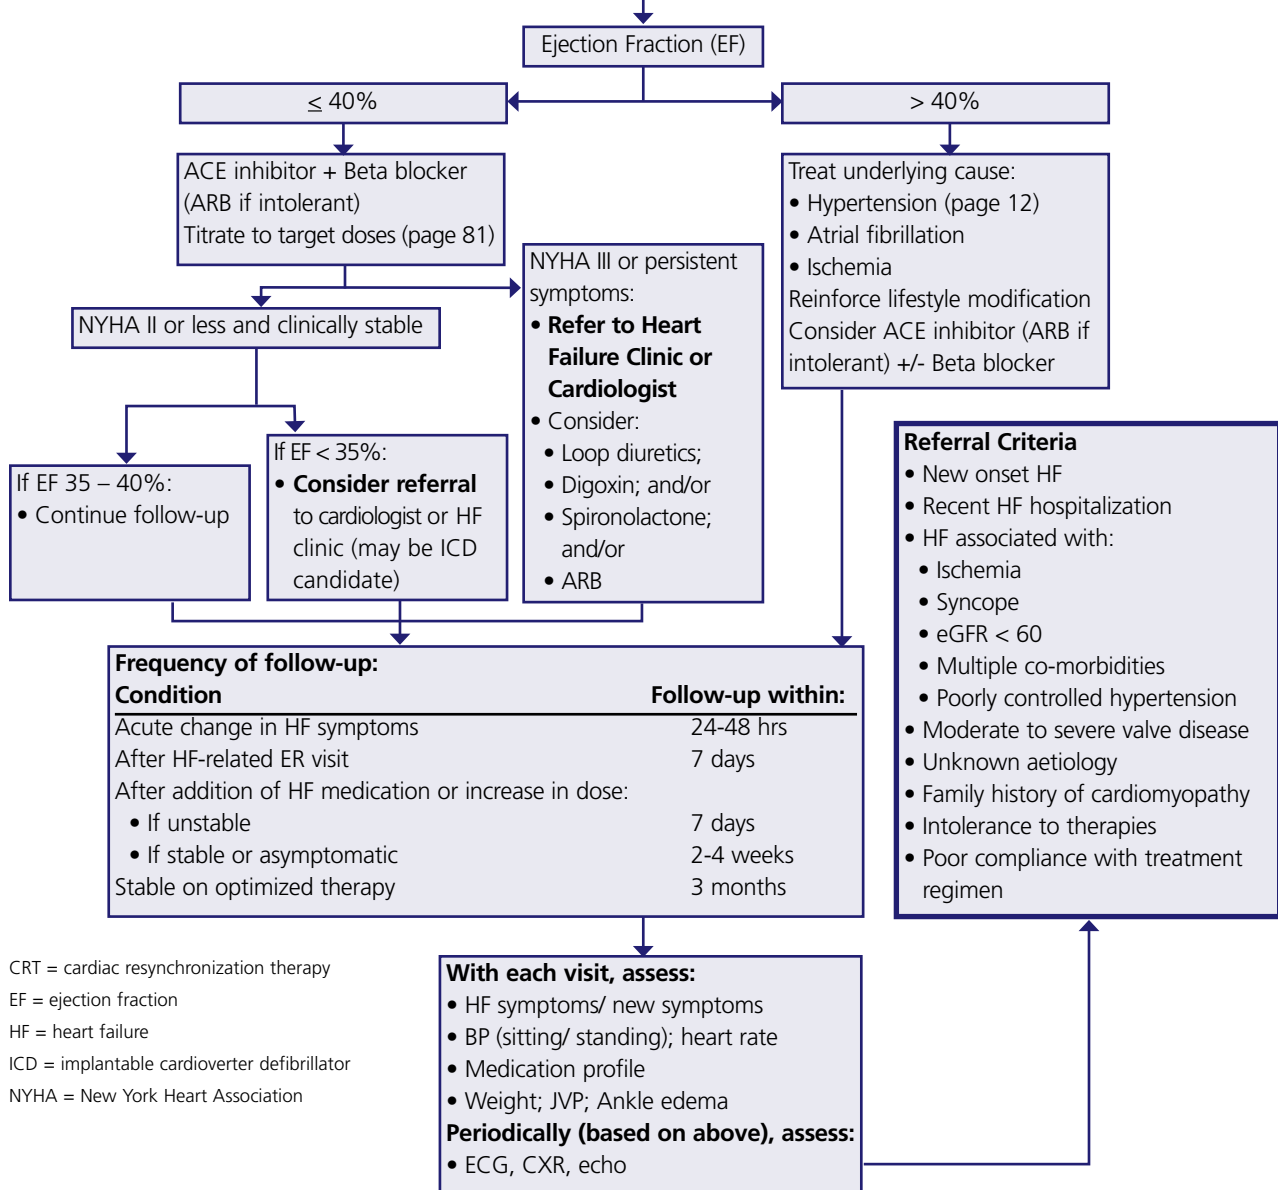 Ejection Fraction (EF)
≤ 40%
> 40%
ACE inhibitor + Beta blocker
(ARB if intolerant)
Titrate to target doses (page 81)
Treat underlying cause:
• Hypertension (page 12)
• Atrial fibrillation
• Ischemia
Reinforce lifestyle modification
Consider ACE inhibitor (ARB if
intolerant) +/- Beta blocker
NYHA II or less and clinically stable
NYHA III or persistent
symptoms:
• Refer to Heart
Failure Clinic or
Cardiologist
• Consider:
• Loop diuretics;
• Digoxin; and/or
• Spironolactone;
and/or
• ARB
If EF 35 – 40%:
• Continue follow-up
If EF < 35%:
• Consider referral
to cardiologist or HF
clinic (may be ICD
candidate)
Referral Criteria
• New onset HF
• Recent HF hospitalization
• HF associated with:
• Ischemia
• Syncope
• eGFR < 60
• Multiple co-morbidities
• Poorly controlled hypertension
• Moderate to severe valve disease
• Unknown aetiology
• Family history of cardiomyopathy
• Intolerance to therapies
• Poor compliance with treatment
regimen
Frequency of follow-up:
Condition Follow-up within:
Acute change in HF symptoms 24-48 hrs
After HF-related ER visit 7 days
After addition of HF medication or increase in dose:
• If unstable 7 days
• If stable or asymptomatic 2-4 weeks
Stable on optimized therapy 3 months
CRT = cardiac resynchronization therapy
EF = ejection fraction
HF = heart failure
ICD = implantable cardioverter defibrillator
NYHA = New York Heart Association
With each visit, assess:
• HF symptoms/ new symptoms
• BP (sitting/ standing); heart rate
• Medication profile
• Weight; JVP; Ankle edema
Periodically (based on above), assess:
• ECG, CXR, echo